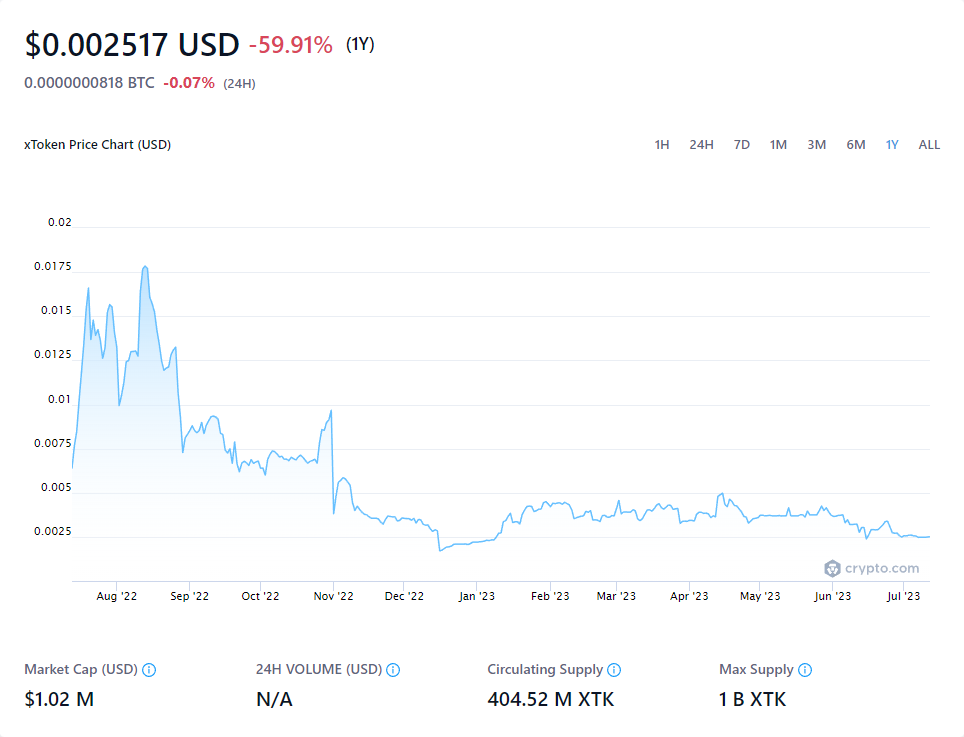 $0.002517 USD -59.91% (1Y)
0.0000000818 BTC -0.07% (24H)
xToken Price Chart (USD) 1H 24H 7D 1M 3M 6M 1Y ALL
0.02
0.0175
0.015
0.0125
0.01
0.0075
0.005
0.0025
crypto.com
Aug '22 Sep '22 Oct '22 Nov '22 Dec '22 Jan '23 Feb '23 Mar '23 Apr '23 May '23 Jun '23 Jul '23
Market Cap (USD) 24H VOLUME (USD) Circulating Supply Max Supply
$1.02 M N/A 404.52 M XTK 1 B XTK